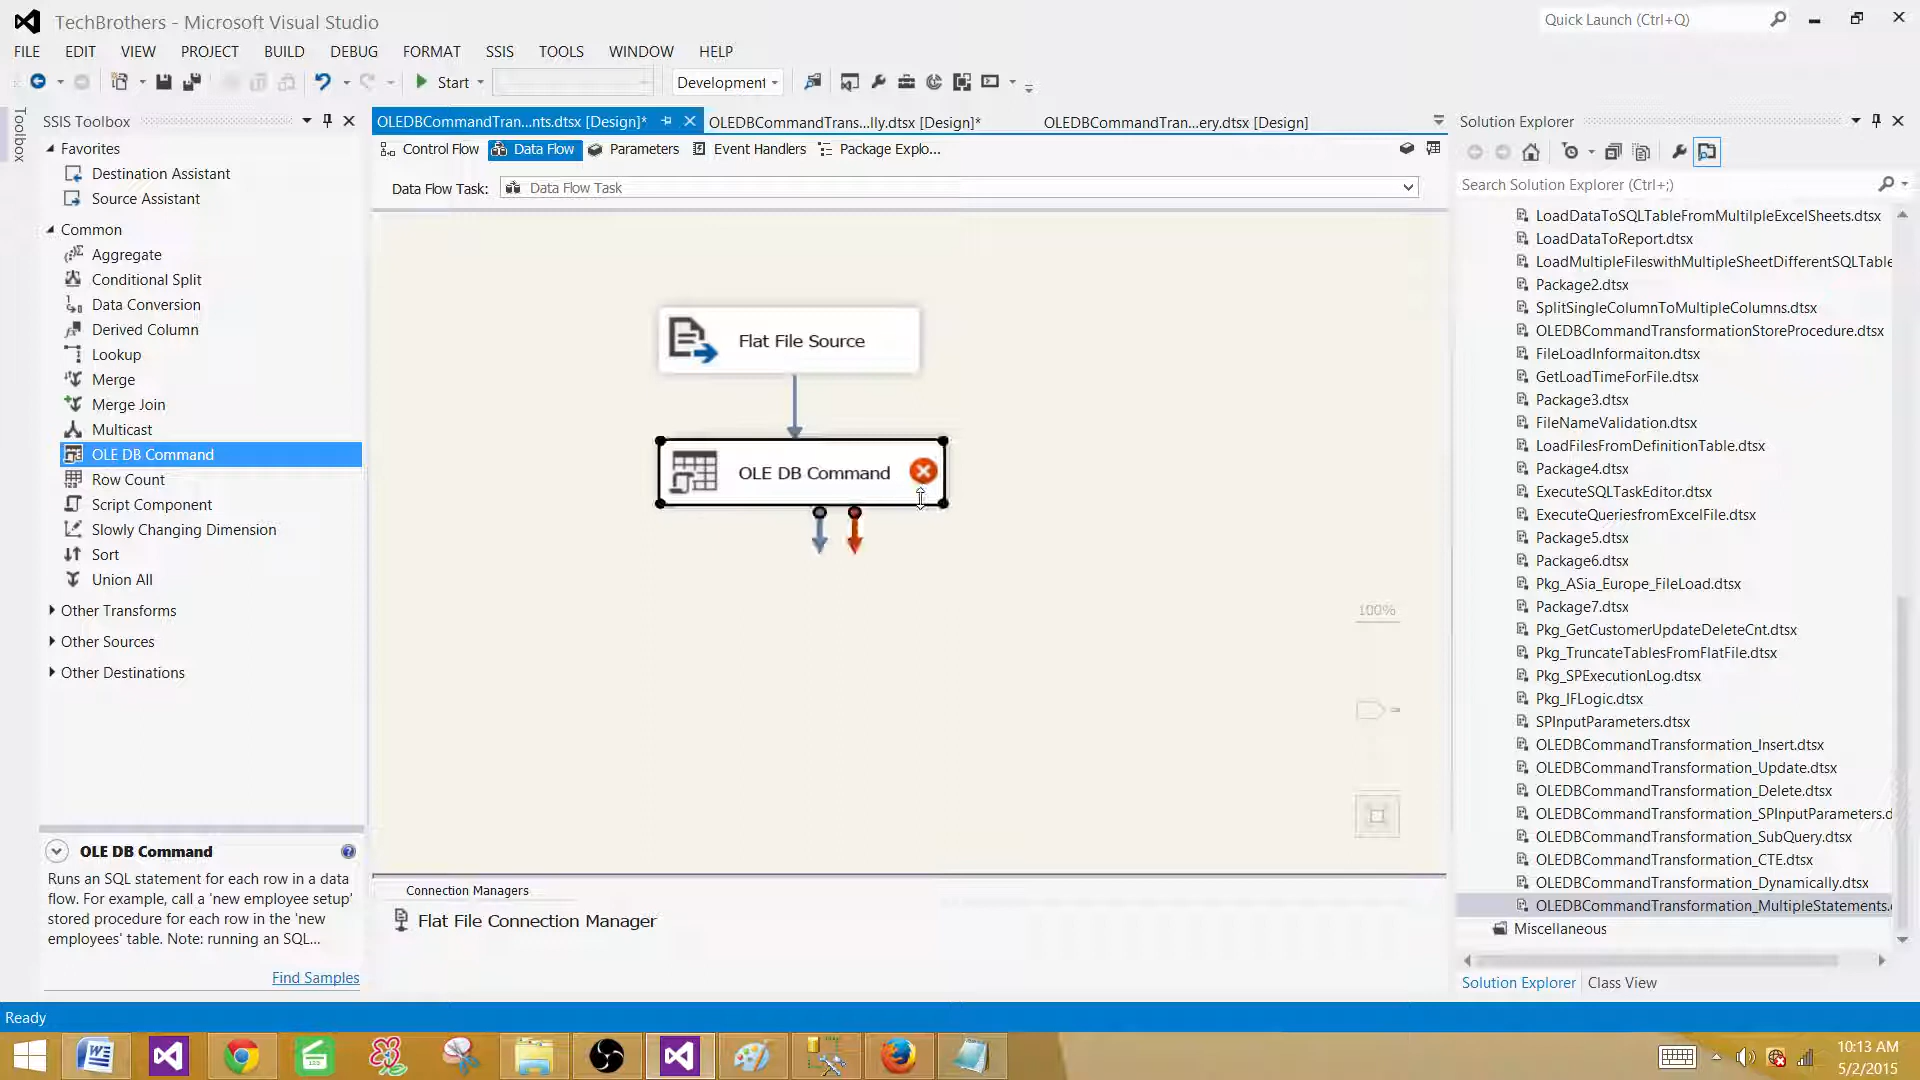 TechBrothers - Microsoft Visual Studio
Quick Launch (Ctrl+Q)
FILE EDIT VIEW PROJECT BUILD DEBUG FORMAT SSIS TOOLS WINDOW HELP
Start Development
Toolbox
SSIS Toolbox
Favorites
Destination Assistant
Source Assistant
Common
Aggregate
Conditional Split
Data Conversion
Derived Column
Lookup
Merge
Merge Join
Multicast
OLE DB Command
Row Count
Script Component
Slowly Changing Dimension
Sort
Union All
Other Transforms
Other Sources
Other Destinations
OLE DB Command
Runs an SQL statement for each row in a data
flow. For example, call a 'new employee setup'
stored procedure for each row in the 'new
employees' table. Note: running an SQL...
Find Samples
OLEDBCommandTran...nts.dtsx [Design]* OLEDBCommandTrans...lly.dtsx [Design]* OLEDBCommandTran...ery.dtsx [Design]
Control Flow Data Flow Parameters Event Handlers Package Explo...
Data Flow Task: Data Flow Task
Flat File Source
OLE DB Command
100%
Connection Managers
Flat File Connection Manager
Solution Explorer
Search Solution Explorer (Ctrl+;)
LoadDataToSQLTableFromMultilpleExcelSheets.dtsx
LoadDataToReport.dtsx
LoadMultipleFileswithMultipleSheetDifferentSQLTable
Package2.dtsx
SplitSingleColumnToMultipleColumns.dtsx
OLEDBCommandTransformationStoreProcedure.dtsx
FileLoadInformaiton.dtsx
GetLoadTimeForFile.dtsx
Package3.dtsx
FileNameValidation.dtsx
LoadFilesFromDefinitionTable.dtsx
Package4.dtsx
ExecuteSQLTaskEditor.dtsx
ExecuteQueriesfromExcelFile.dtsx
Package5.dtsx
Package6.dtsx
Pkg_ASia_Europe_FileLoad.dtsx
Package7.dtsx
Pkg_GetCustomerUpdateDeleteCnt.dtsx
Pkg_TruncateTablesFromFlatFile.dtsx
Pkg_SPExecutionLog.dtsx
Pkg_IFLogic.dtsx
SPInputParameters.dtsx
OLEDBCommandTransformation_Insert.dtsx
OLEDBCommandTransformation_Update.dtsx
OLEDBCommandTransformation_Delete.dtsx
OLEDBCommandTransformation_SPInputParameters.d
OLEDBCommandTransformation_SubQuery.dtsx
OLEDBCommandTransformation_CTE.dtsx
OLEDBCommandTransformation_Dynamically.dtsx
OLEDBCommandTransformation_MultipleStatements.
Miscellaneous
Solution Explorer Class View
Ready
10:13 AM
5/2/2015